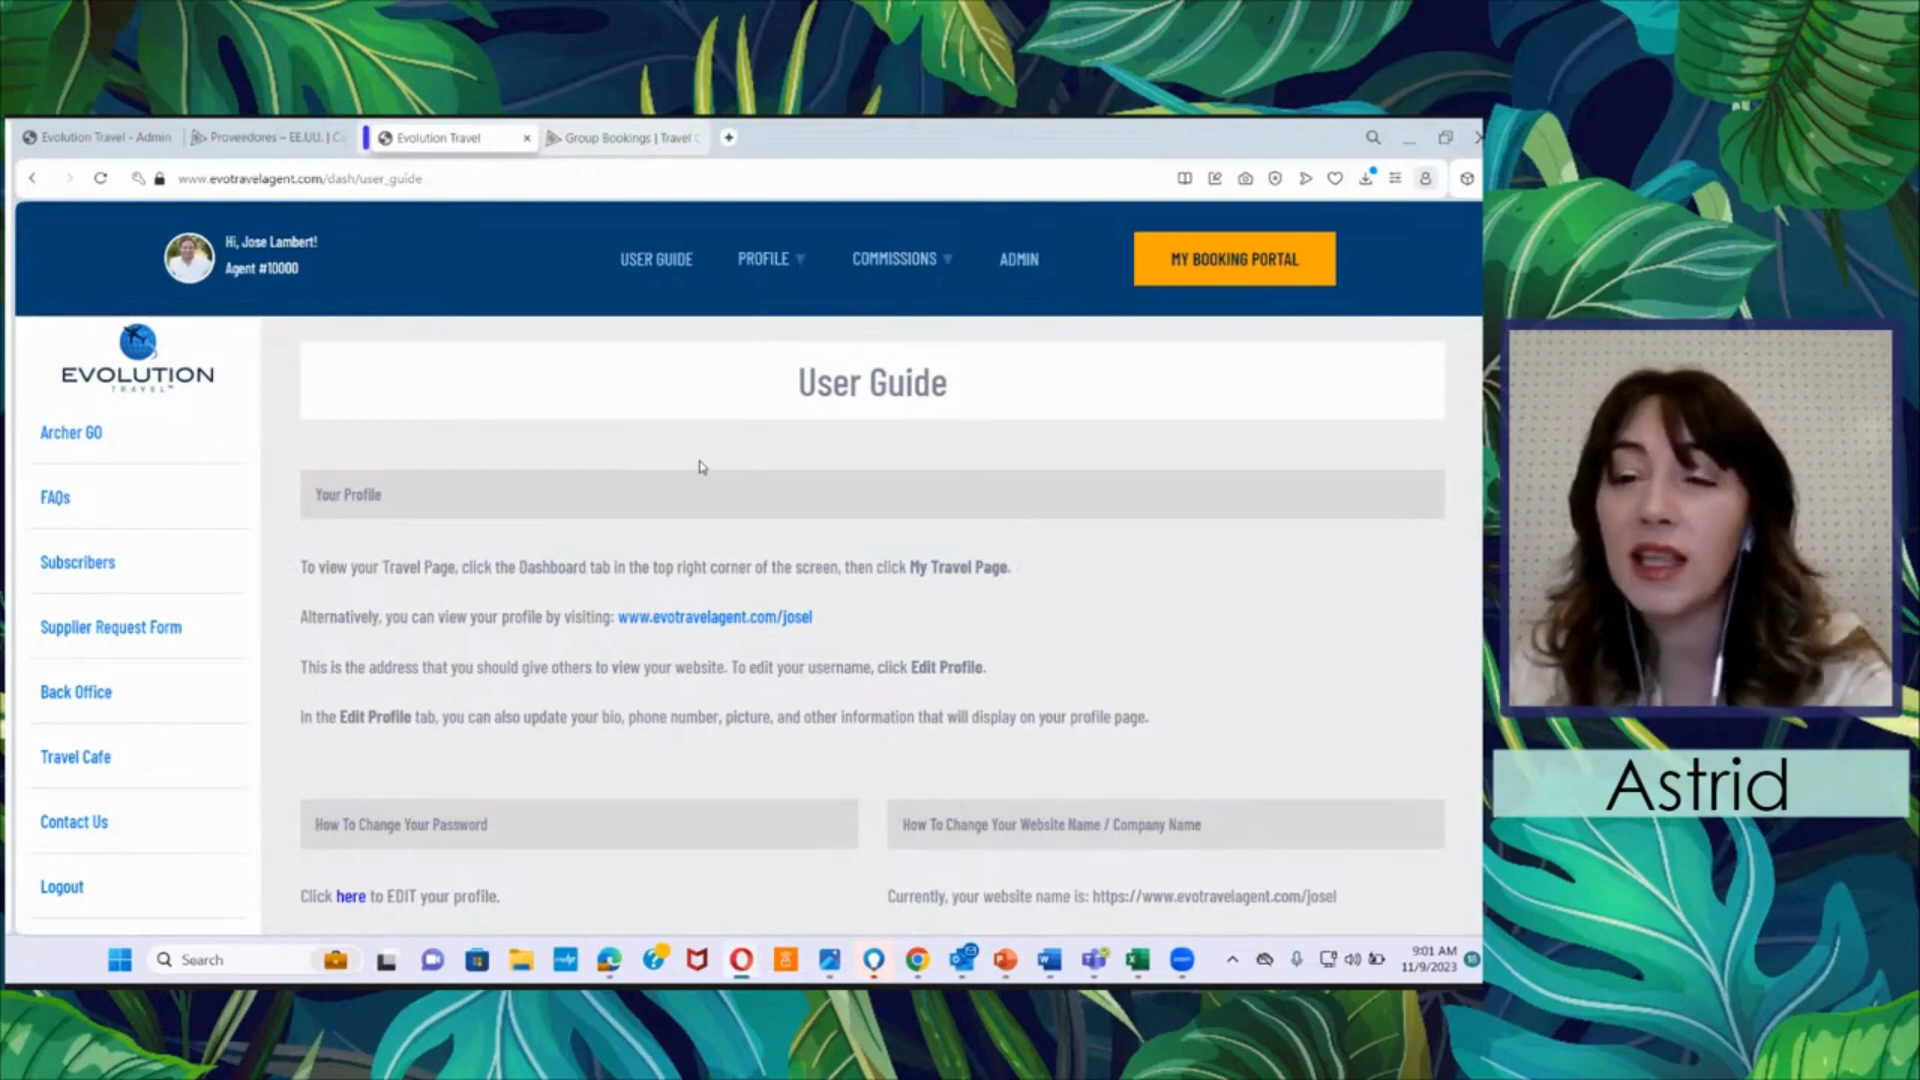 Evolution Travel - Admin
Proveedores – EE.UU. | C
Evolution Travel
Group Bookings | Travel C
www.evotravelagent.com/dash/user_guide
Hi, Jose Lambert!
Agent #10000
USER GUIDE
PROFILE
COMMISSIONS
ADMIN
MY BOOKING PORTAL
EVOLUTION
TRAVEL™
Archer GO
FAQs
Subscribers
Supplier Request Form
Back Office
Travel Cafe
Contact Us
Logout
User Guide
Your Profile
To view your Travel Page, click the Dashboard tab in the top right corner of the screen, then click My Travel Page.
Alternatively, you can view your profile by visiting: www.evotravelagent.com/josel
This is the address that you should give others to view your website. To edit your username, click Edit Profile.
In the Edit Profile tab, you can also update your bio, phone number, picture, and other information that will display on your profile page.
How To Change Your Password
Click here to EDIT your profile.
How To Change Your Website Name / Company Name
Currently, your website name is: https://www.evotravelagent.com/josel
Astrid
Search
9:01 AM
11/9/2023